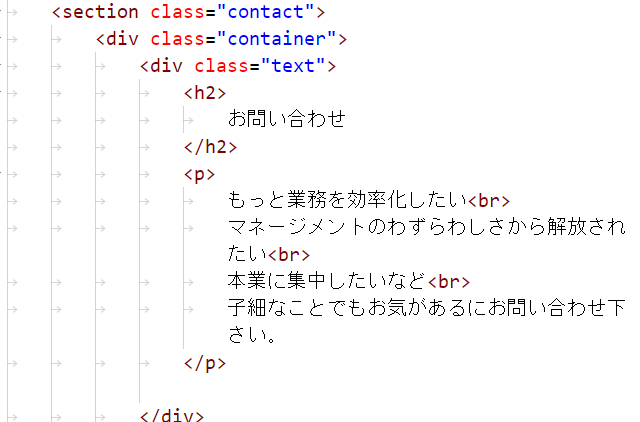 <section class="contact">
<div class="container">
<div class="text">
<h2>
お問い合わせ
</h2>
<p>
もっと業務を効率化したい<br>
マネージメントのわずらわしさから解放され
たい<br>
本業に集中したいなど<br>
子細なことでもお気があるにお問い合わせ下
さい。
</p>
</div>